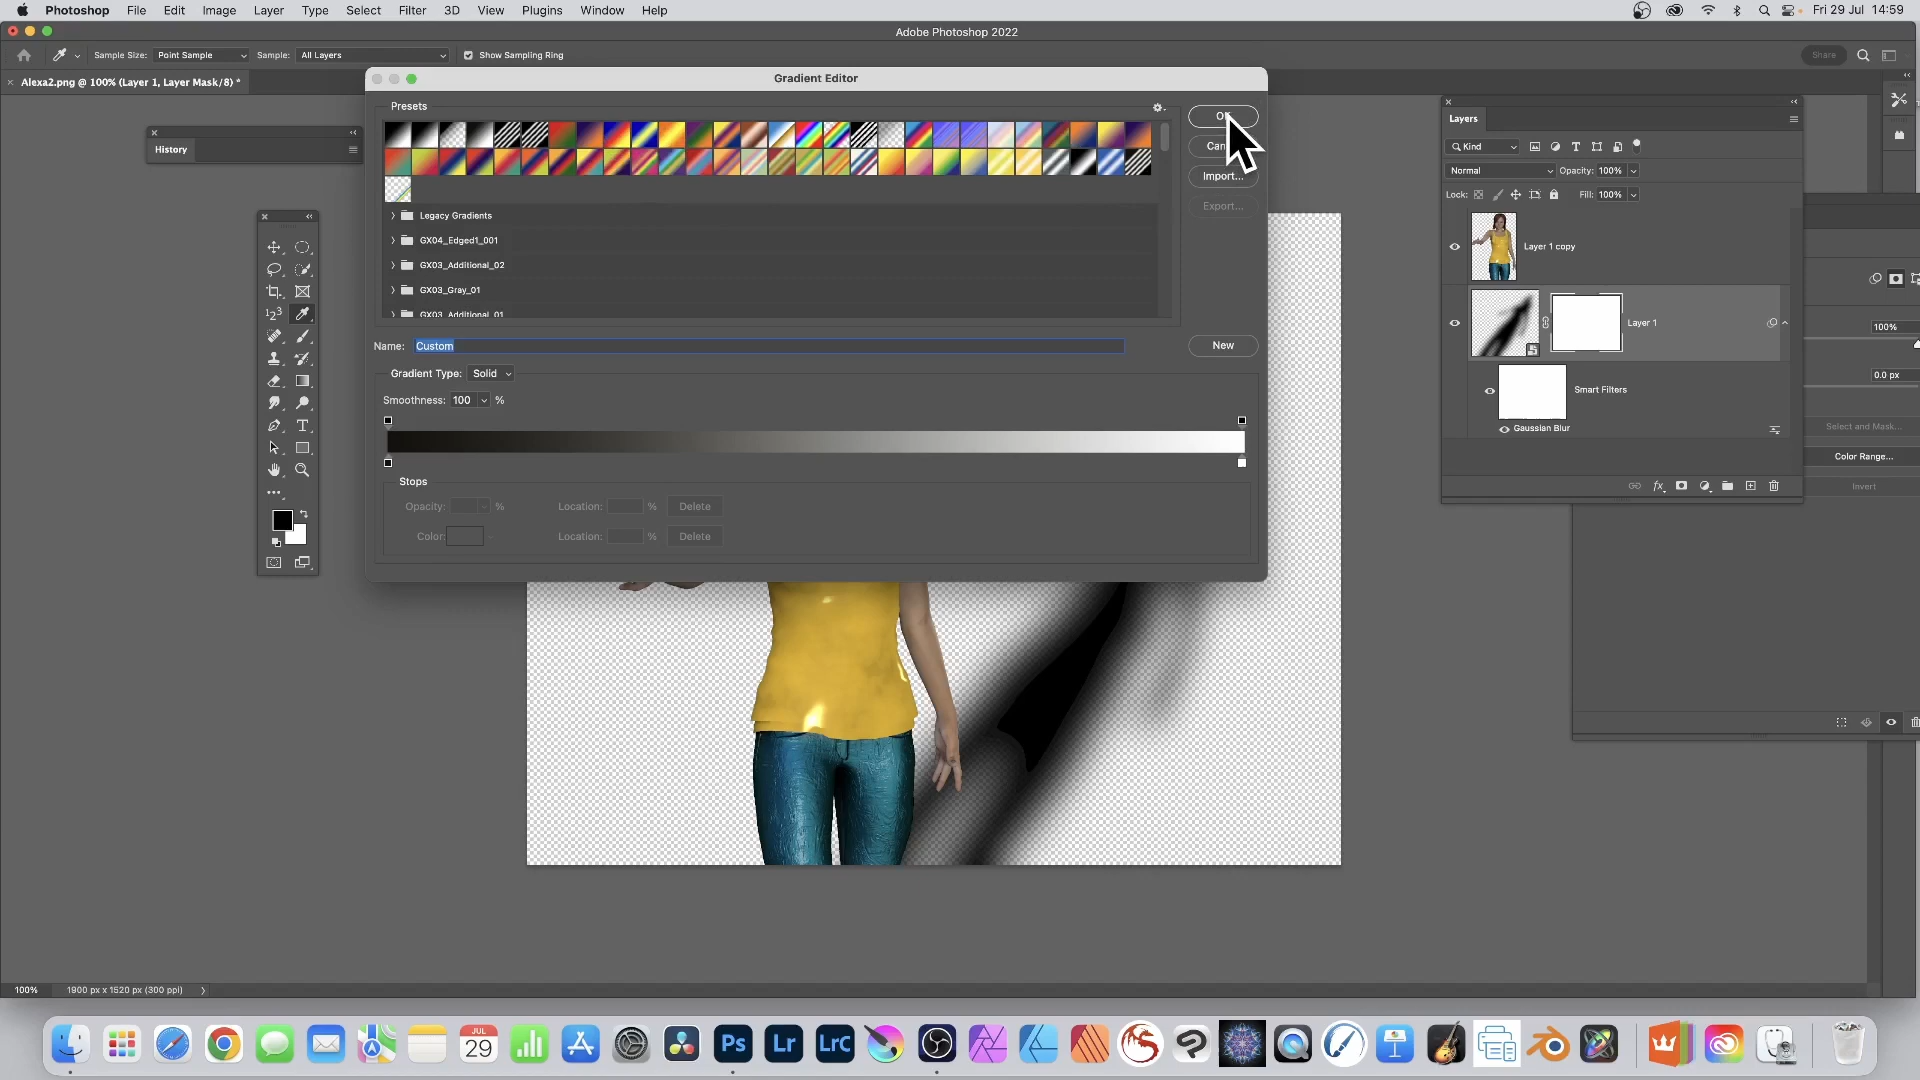 Photoshop File Edit Image Layer Type Select Filter 3D View Plugins Window Help Fri 29 Jul 14:59
Adobe Photoshop 2022
Sample Size: Point Sample Sample: All Layers Show Sampling Ring Share
Alexa2.png @ 100% (Layer 1, Layer Mask/8) *
Gradient Editor
Presets
History
Import...
Export...
Legacy Gradients
GX04_Edged1_001
GX03_Additional_02
GX03_Gray_01
GX03_Additional_01
Name: Custom
New
Gradient Type: Solid
Smoothness: 100 %
Stops
Opacity: % Location: % Delete
Color: Location: % Delete
Layers
Kind
Normal Opacity: 100%
Lock: Fill: 100%
Layer 1 copy
Layer 1
Smart Filters
Gaussian Blur
100%
0.0 px
Select and Mask...
Color Range...
Invert
100% 1900 px x 1520 px (300 ppi)
JUL
29
Ps Lr LrC